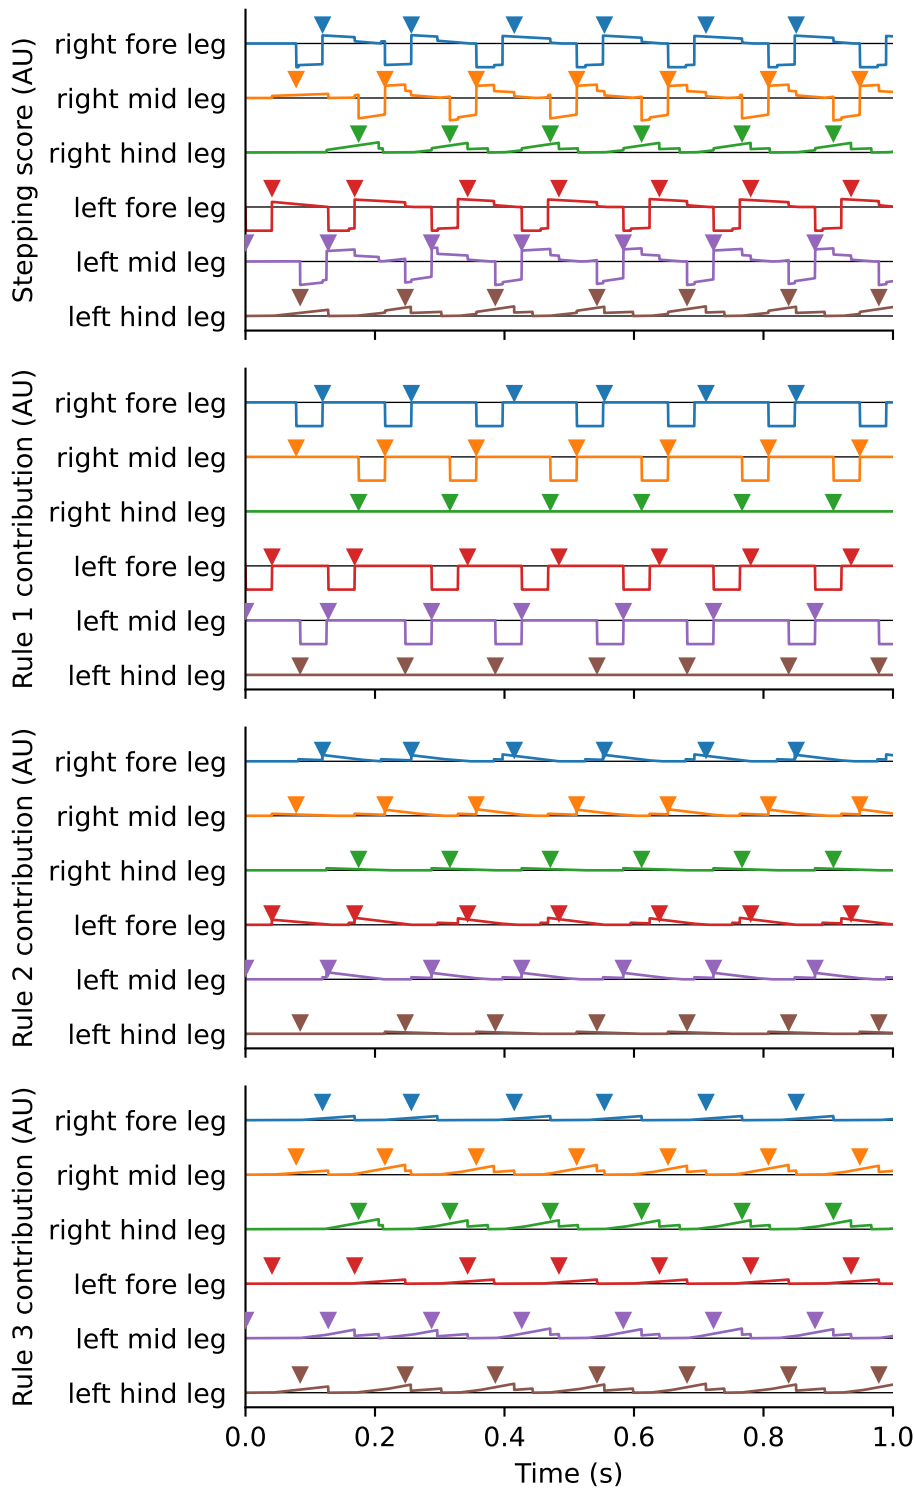 Stepping score (AU)
right fore leg
right mid leg
right hind leg
left fore leg
left mid leg
left hind leg
Rule 1 contribution (AU)
right fore leg
right mid leg
right hind leg
left fore leg
left mid leg
left hind leg
Rule 2 contribution (AU)
right fore leg
right mid leg
right hind leg
left fore leg
left mid leg
left hind leg
Rule 3 contribution (AU)
right fore leg
right mid leg
right hind leg
left fore leg
left mid leg
left hind leg
0.0 0.2 0.4 0.6 0.8 1.0
Time (s)